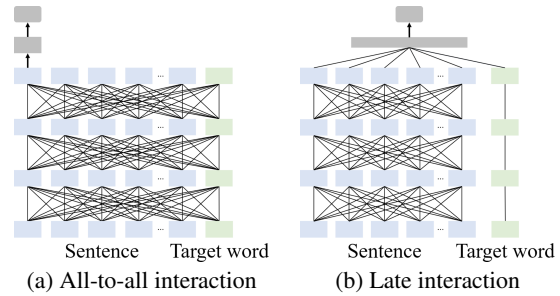 ...
...
...
...
...
...
...
...
Sentence Target word
Sentence Target word
(a) All-to-all interaction
(b) Late interaction